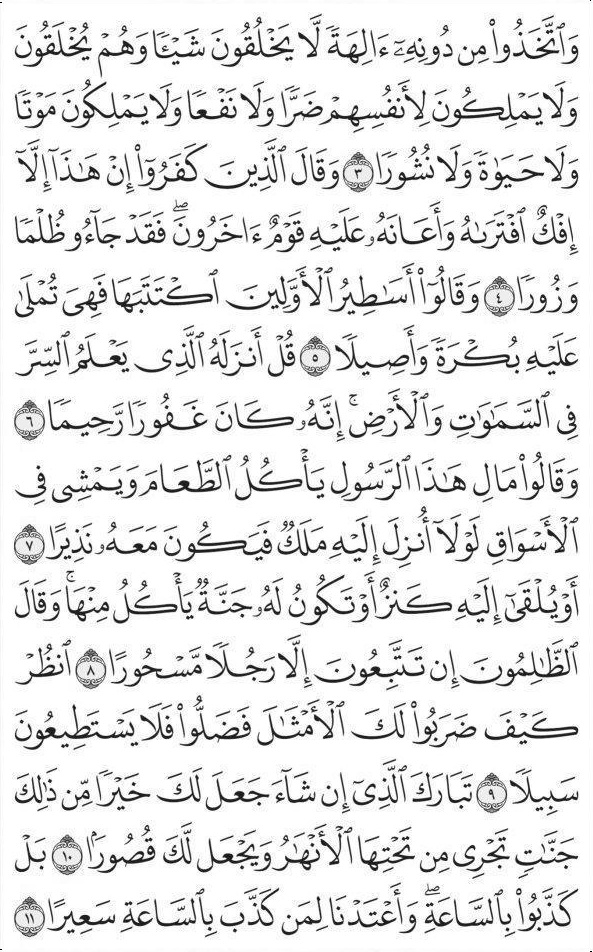 وَٱتَّخَذُوا۟ مِن دُونِهِۦٓ ءَالِهَةً لَّا يَخْلُقُونَ شَيْـًٔا وَهُمْ يُخْلَقُونَ
وَلَا يَمْلِكُونَ لِأَنفُسِهِمْ ضَرًّا وَلَا نَفْعًا وَلَا يَمْلِكُونَ مَوْتًا
وَلَا حَيَوٰةً وَلَا نُشُورًا ٣ وَقَالَ ٱلَّذِينَ كَفَرُوٓا۟ إِنْ هَٰذَآ إِلَّآ
إِفْكٌ ٱفْتَرَىٰهُ وَأَعَانَهُۥ عَلَيْهِ قَوْمٌ ءَاخَرُونَ ۖ فَقَدْ جَآءُو ظُلْمًا
وَزُورًا ٤ وَقَالُوٓا۟ أَسَٰطِيرُ ٱلْأَوَّلِينَ ٱكْتَتَبَهَا فَهِىَ تُمْلَىٰ
عَلَيْهِ بُكْرَةً وَأَصِيلًا ٥ قُلْ أَنزَلَهُ ٱلَّذِى يَعْلَمُ ٱلسِّرَّ
فِى ٱلسَّمَٰوَٰتِ وَٱلْأَرْضِ ۚ إِنَّهُۥ كَانَ غَفُورًا رَّحِيمًا ٦
وَقَالُوا۟ مَالِ هَٰذَا ٱلرَّسُولِ يَأْكُلُ ٱلطَّعَامَ وَيَمْشِى فِى
ٱلْأَسْوَاقِ ۙ لَوْلَآ أُنزِلَ إِلَيْهِ مَلَكٌ فَيَكُونَ مَعَهُۥ نَذِيرًا ٧
أَوْ يُلْقَىٰٓ إِلَيْهِ كَنزٌ أَوْ تَكُونُ لَهُۥ جَنَّةٌ يَأْكُلُ مِنْهَا ۚ وَقَالَ
ٱلظَّٰلِمُونَ إِن تَتَّبِعُونَ إِلَّا رَجُلًا مَّسْحُورًا ٨ ٱنظُرْ
كَيْفَ ضَرَبُوا۟ لَكَ ٱلْأَمْثَٰلَ فَضَلُّوا۟ فَلَا يَسْتَطِيعُونَ
سَبِيلًا ٩ تَبَارَكَ ٱلَّذِىٓ إِن شَآءَ جَعَلَ لَكَ خَيْرًا مِّن ذَٰلِكَ
جَنَّٰتٍ تَجْرِى مِن تَحْتِهَا ٱلْأَنْهَٰرُ وَيَجْعَل لَّكَ قُصُورًۢا ١٠ بَلْ
كَذَّبُوا۟ بِٱلسَّاعَةِ ۖ وَأَعْتَدْنَا لِمَن كَذَّبَ بِٱلسَّاعَةِ سَعِيرًا ١١